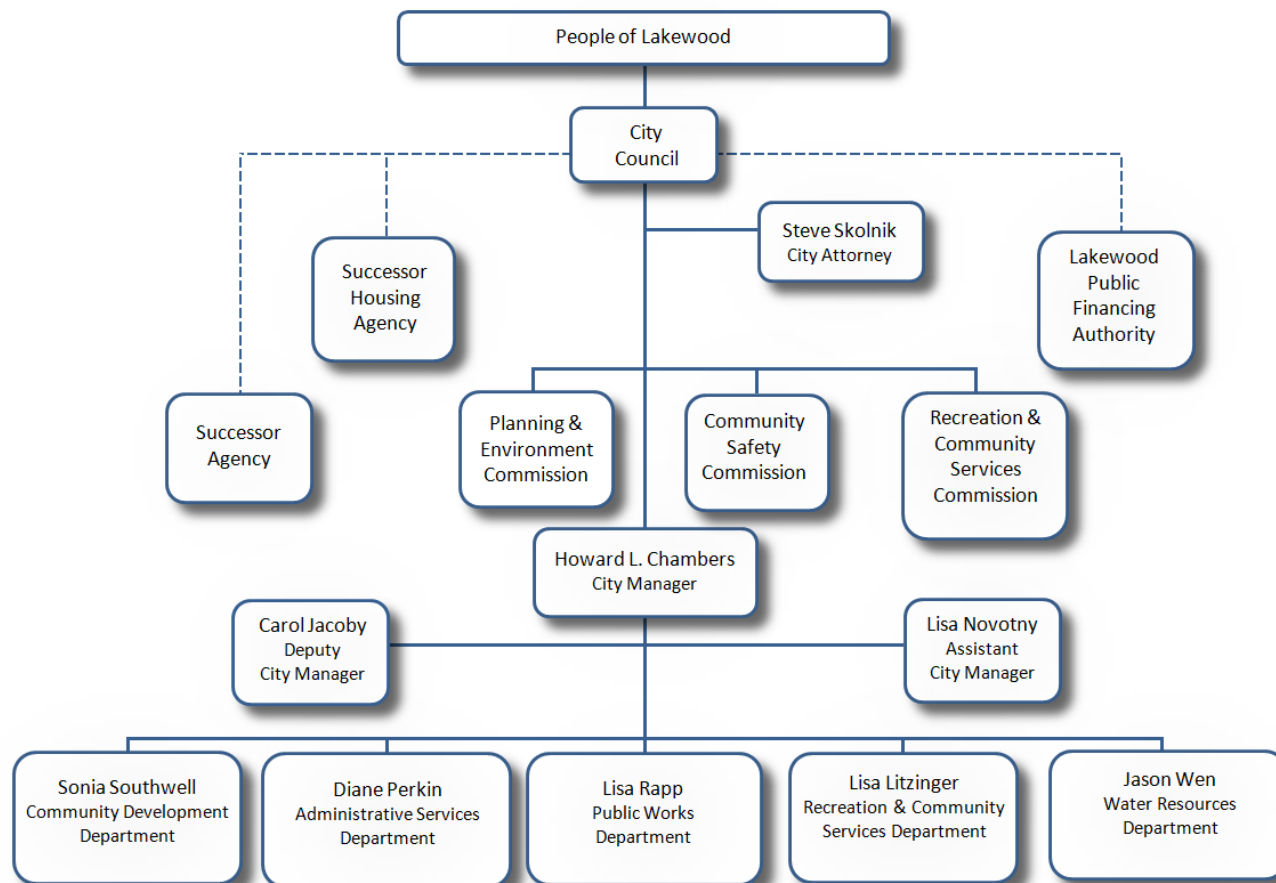 People of Lakewood
City
Council
Steve Skolnik
City Attorney
Successor
Housing
Agency
Lakewood
Public
Financing
Authority
Successor
Agency
Planning &
Environment
Commission
Community
Safety
Commission
Recreation &
Community
Services
Commission
Howard L. Chambers
City Manager
Carol Jacoby
Deputy
City Manager
Lisa Novotny
Assistant
City Manager
Sonia Southwell
Community Development
Department
Diane Perkin
Administrative Services
Department
Lisa Rapp
Public Works
Department
Lisa Litzinger
Recreation & Community
Services Department
Jason Wen
Water Resources
Department